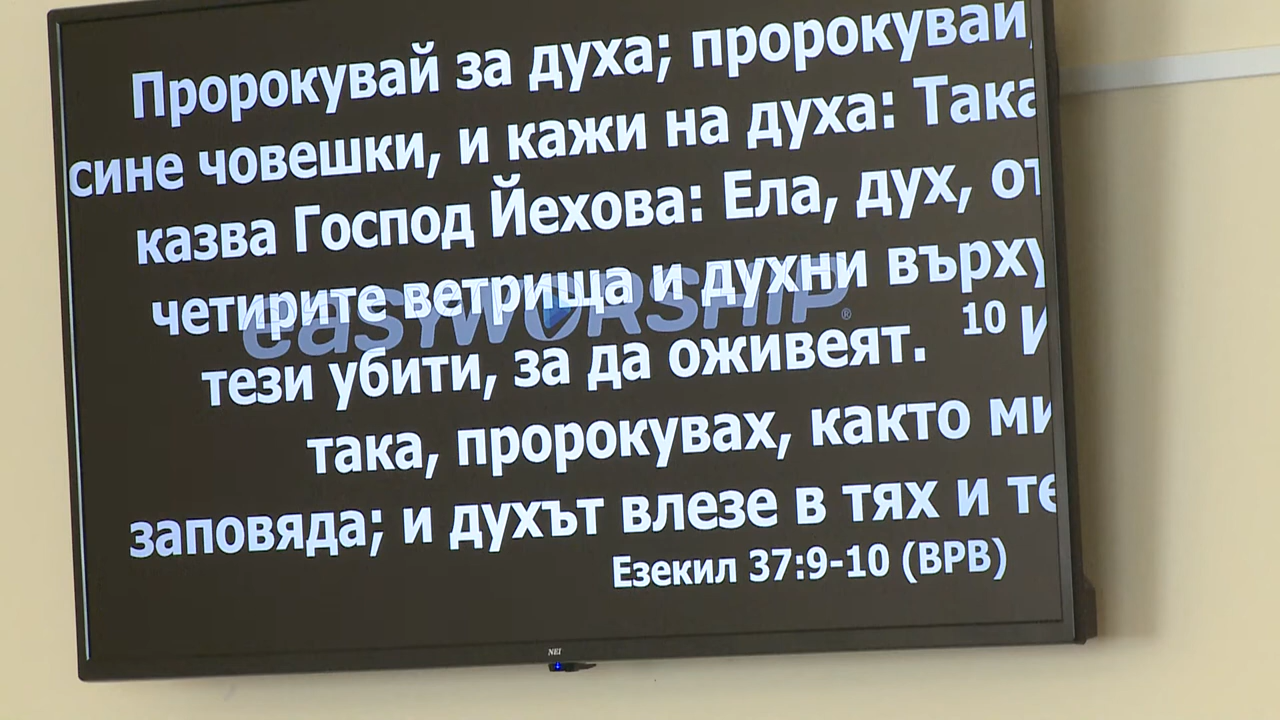 Пророкувай за духа; пророкувай,
сине човешки, и кажи на духа: Така
казва Господ Йехова: Ела, дух, от
четирите ветрища и духни върху
easyworship®
тези убити, за да оживеят. 10 И
така, пророкувах, както ми
заповяда; и духът влезе в тях и те
Езекил 37:9-10 (ВРВ)
NEI